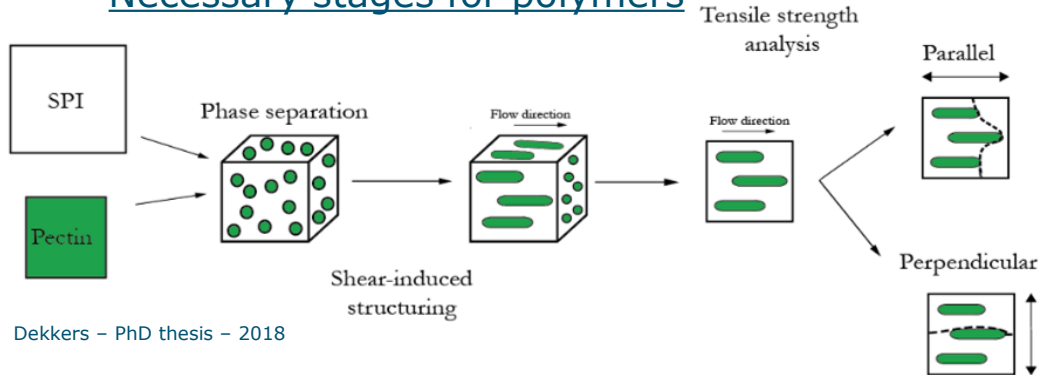 Necessary stages for polymers
Tensile strength
analysis
Parallel
SPI
Phase separation
Flow direction
Flow direction
Pectin
Perpendicular
Shear-induced
structuring
Dekkers – PhD thesis – 2018